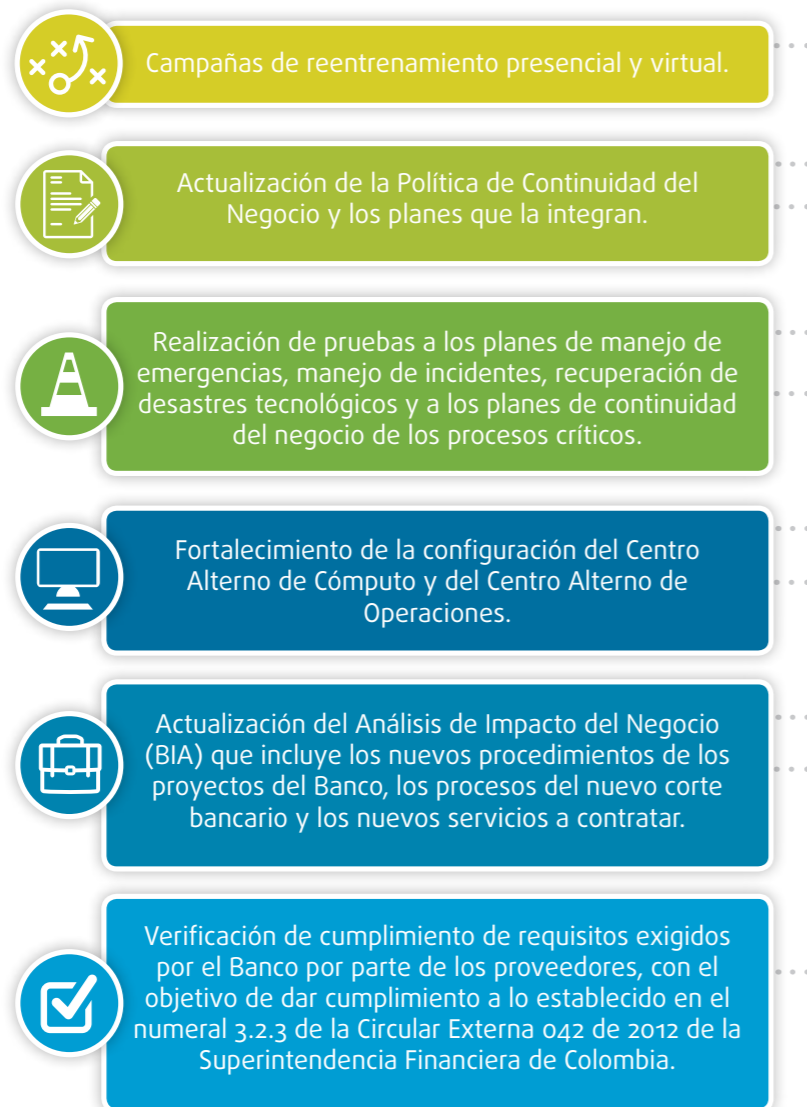 Campañas de reentrenamiento presencial y virtual.
Actualización de la Política de Continuidad del
Negocio y los planes que la integran.
Realización de pruebas a los planes de manejo de
emergencias, manejo de incidentes, recuperación de
desastres tecnológicos y a los planes de continuidad
del negocio de los procesos críticos.
Fortalecimiento de la configuración del Centro
Alterno de Cómputo y del Centro Alterno de
Operaciones.
Actualización del Análisis de Impacto del Negocio
(BIA) que incluye los nuevos procedimientos de los
proyectos del Banco, los procesos del nuevo corte
bancario y los nuevos servicios a contratar.
Verificación de cumplimiento de requisitos exigidos
por el Banco por parte de los proveedores, con el
objetivo de dar cumplimiento a lo establecido en el
numeral 3.2.3 de la Circular Externa 042 de 2012 de la
Superintendencia Financiera de Colombia.